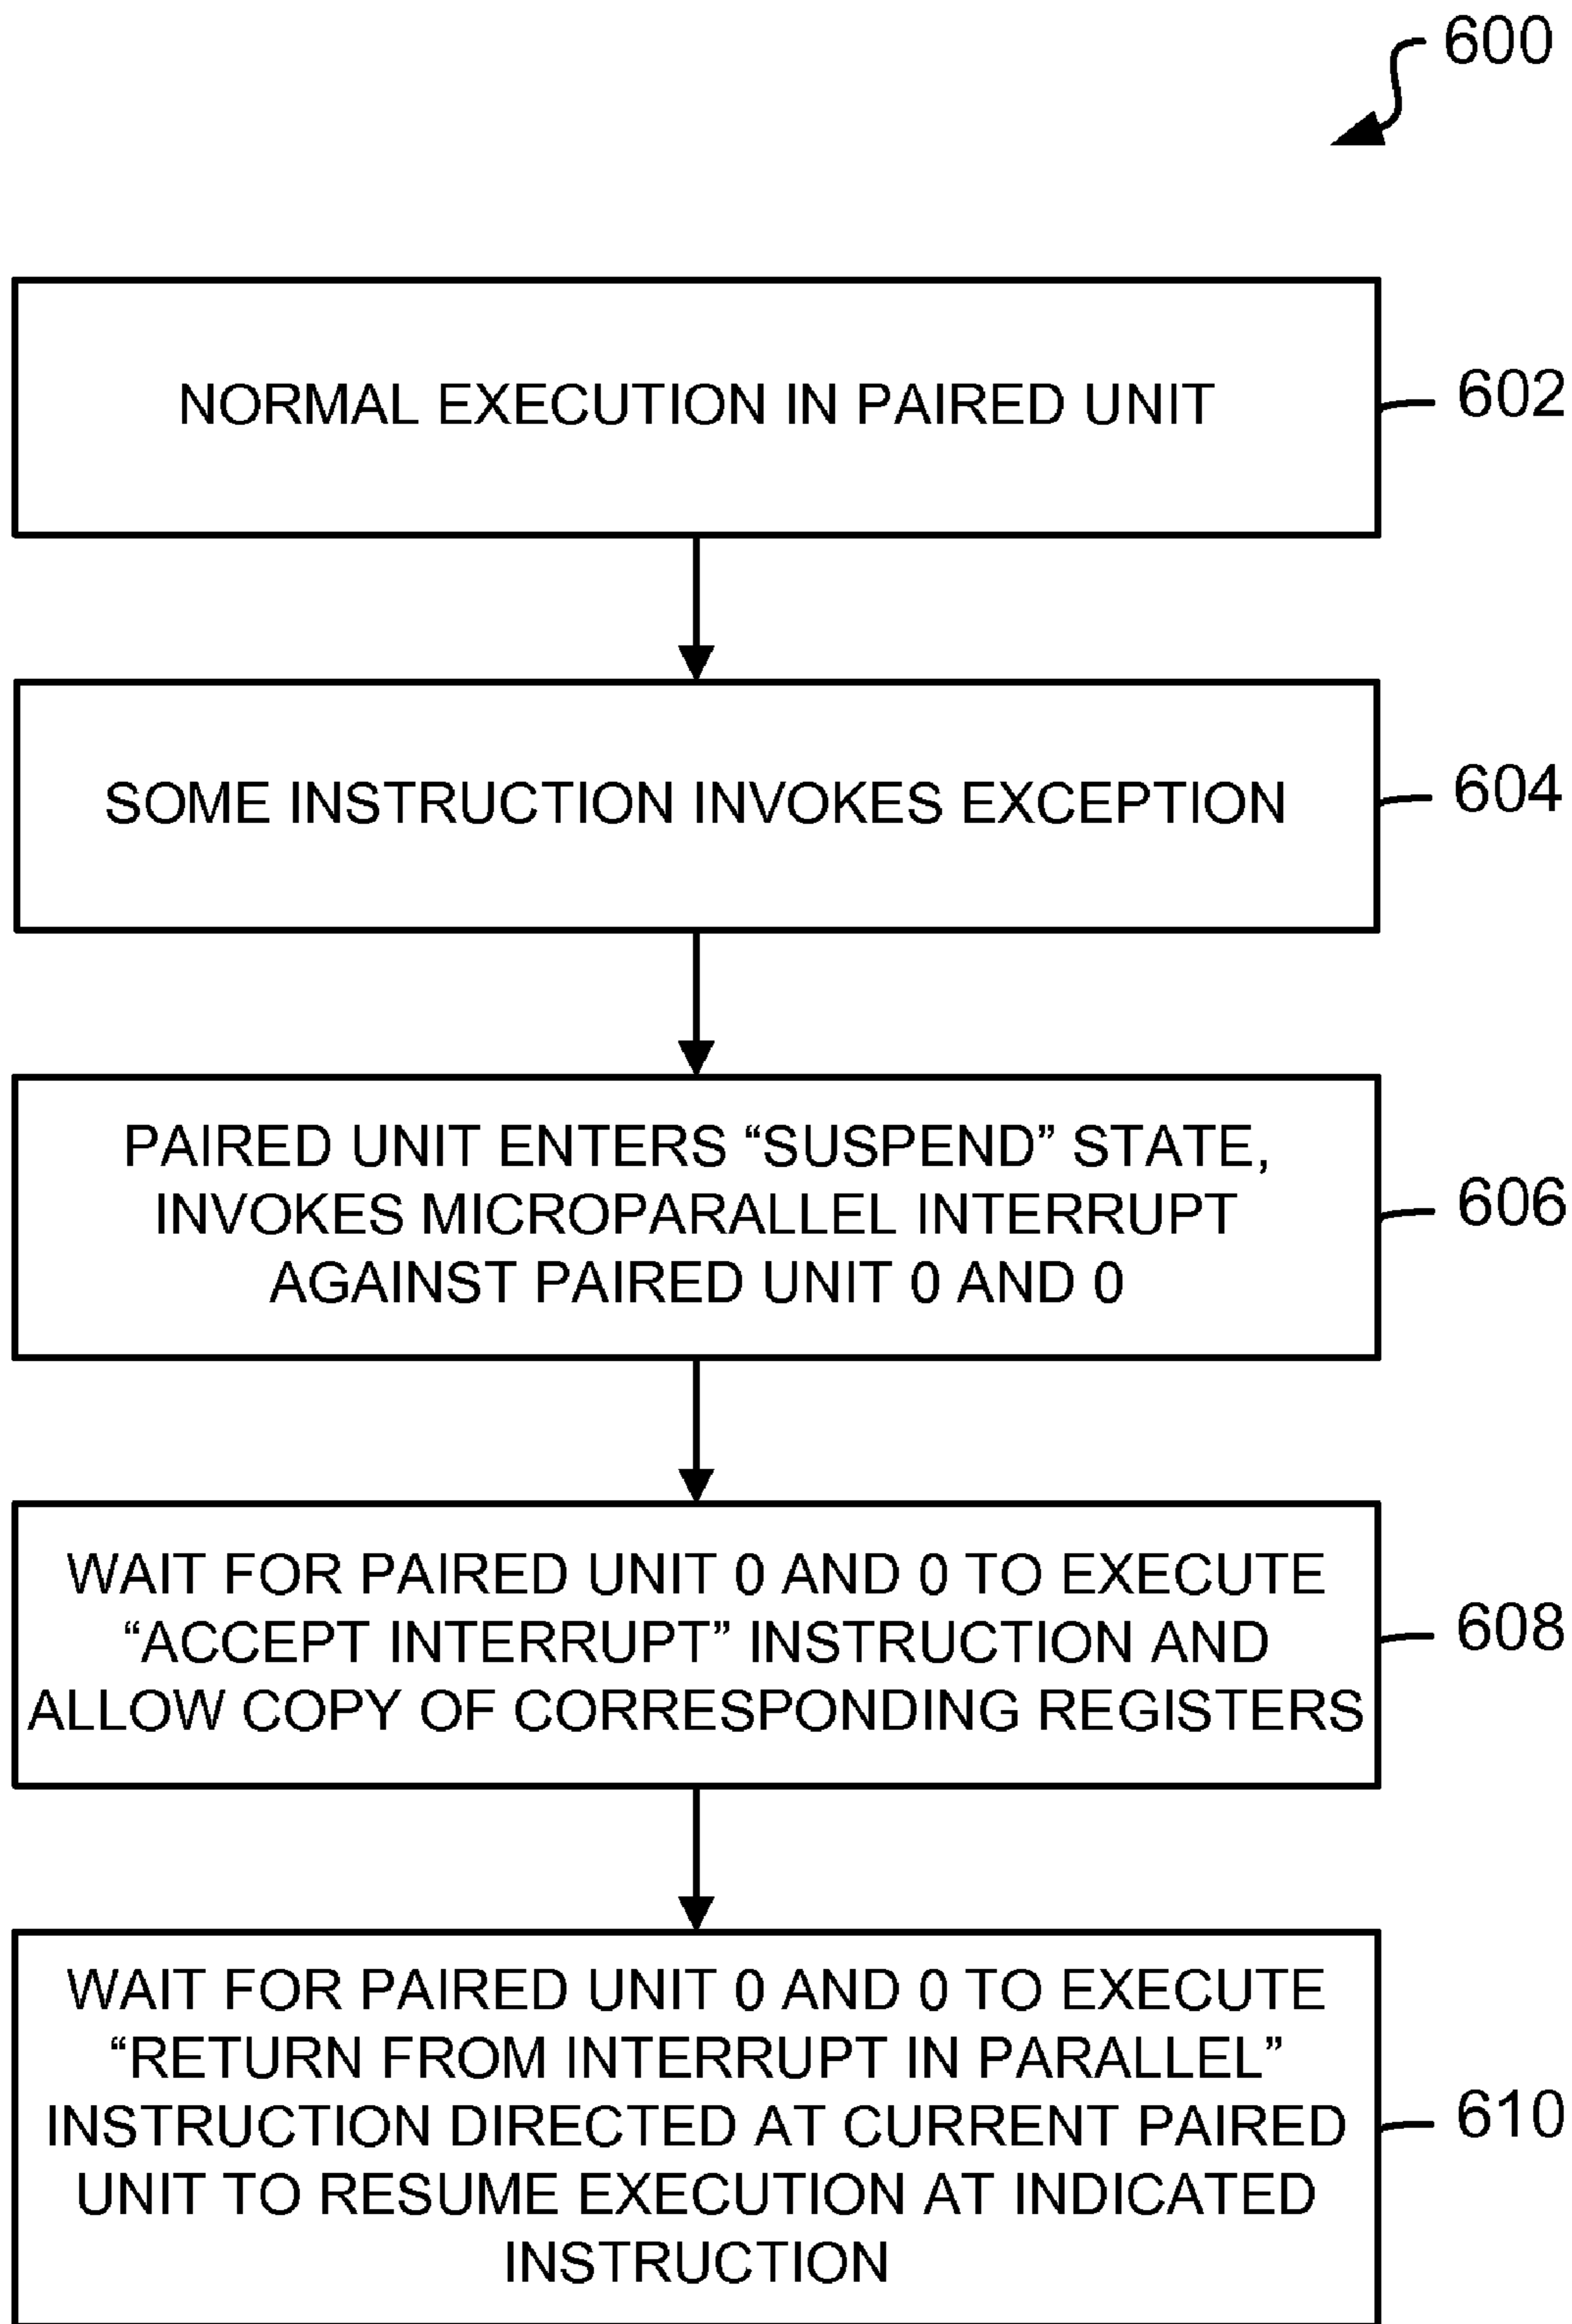 600
NORMAL EXECUTION IN PAIRED UNIT
602
SOME INSTRUCTION INVOKES EXCEPTION
604
PAIRED UNIT ENTERS “SUSPEND” STATE,
INVOKES MICROPARALLEL INTERRUPT
AGAINST PAIRED UNIT 0 AND 0
606
WAIT FOR PAIRED UNIT 0 AND 0 TO EXECUTE
“ACCEPT INTERRUPT” INSTRUCTION AND
ALLOW COPY OF CORRESPONDING REGISTERS
608
WAIT FOR PAIRED UNIT 0 AND 0 TO EXECUTE
“RETURN FROM INTERRUPT IN PARALLEL”
INSTRUCTION DIRECTED AT CURRENT PAIRED
UNIT TO RESUME EXECUTION AT INDICATED
INSTRUCTION
610